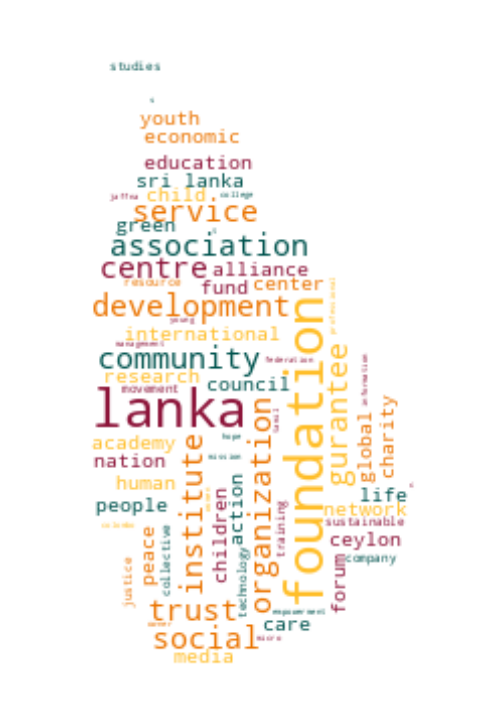 studies
youth
economic
education
sri lanka
jaffna child college
service
green
association
centre alliance
resource fund center
development
professional
young
international
management
community
federation
research council
movement
information
lanka
foundation
gurantee
tamil
hope
academy
nation
mission
human
people
colombo
institute
organization
global
charity
life
network
sustainable
ceylon
company
children
action
training
technology
collective
peace
justice
forum
trust
empowerment
care
social
micro
media